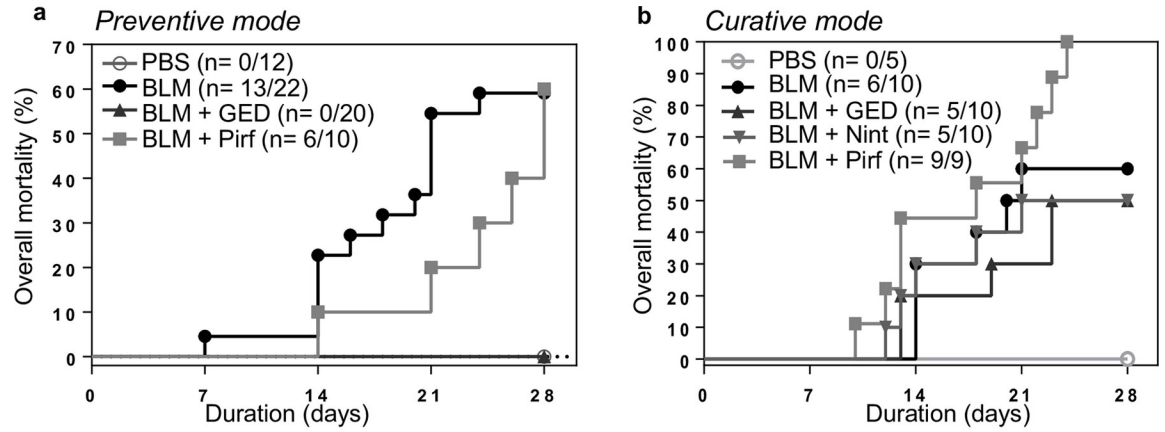 a
Preventive mode
70
60
50
40
30
20
10
0
Overall mortality (%)
PBS (n= 0/12)
BLM (n= 13/22)
BLM + GED (n= 0/20)
BLM + Pirf (n= 6/10)
0 7 14 21 28
Duration (days)
b
Curative mode
100
90
80
70
60
50
40
30
20
10
0
Overall mortality (%)
PBS (n= 0/5)
BLM (n= 6/10)
BLM + GED (n= 5/10)
BLM + Nint (n= 5/10)
BLM + Pirf (n= 9/9)
0 7 14 21 28
Duration (days)